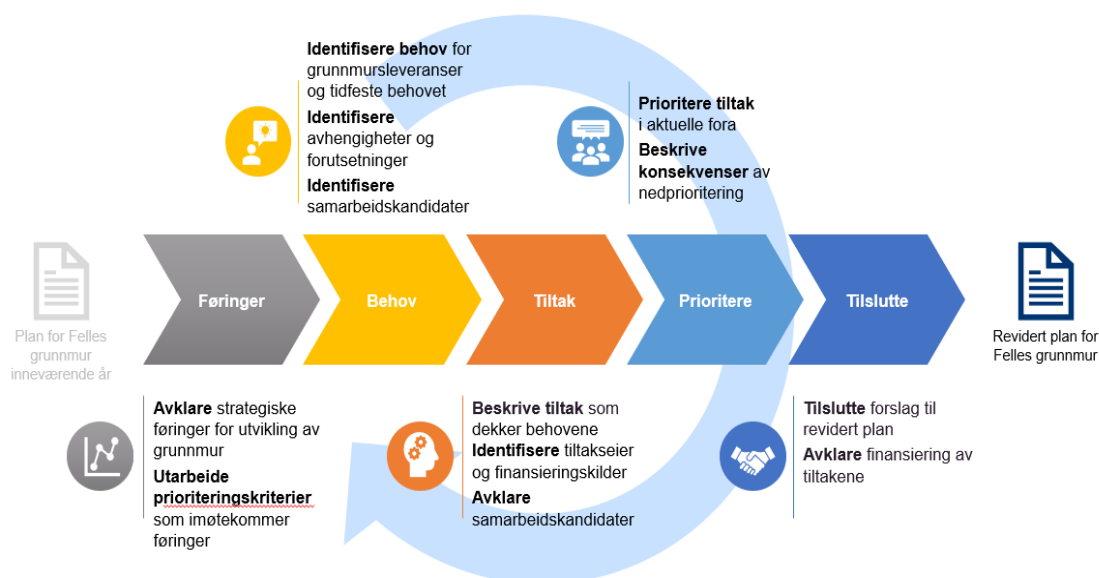 Identifisere behov for
grunnmursleveranser
og tidfeste behovet
Identifisere
avhengigheter og
forutsetninger
Identifisere
samarbeidskandidater
Prioritere tiltak
i aktuelle fora
Beskrive
konsekvenser av
nedprioritering
Plan for Felles
grunnmur
inneværende år
Føringer
Behov
Tiltak
Prioritere
Tilslutte
Revidert plan for
Felles grunnmur
Avklare strategiske
føringer for utvikling av
grunnmur
Utarbeide
prioriteringskriterier
som imøtekommer
føringer
Beskrive tiltak som
dekker behovene
Identifisere tiltakseier
og finansieringskilder
Avklare
samarbeidskandidater
Tilslutte forslag til
revidert plan
Avklare finansiering av
tiltakene